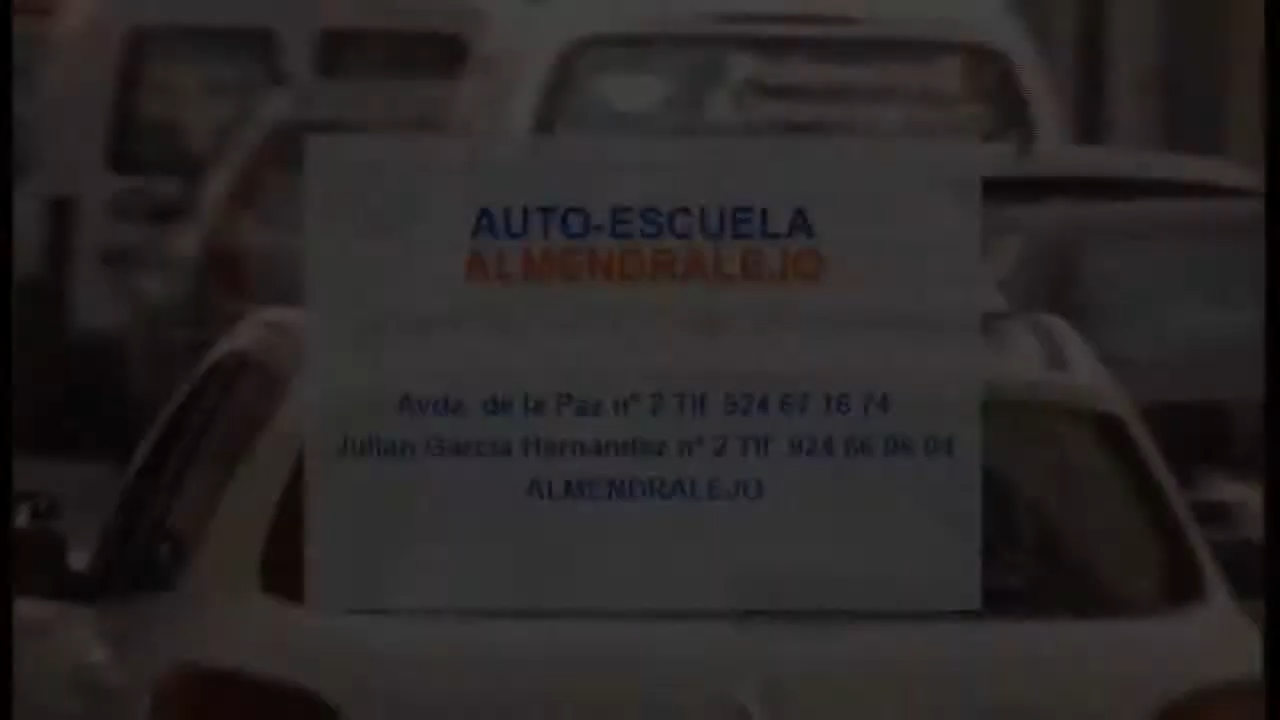 AUTO-ESCUELA
ALMENDRALEJO
Avda. de la Paz nº 2 Tlf. 924 67 16 74
Julian Garcia Hernandez nº 2 Tlf. 924 66 06 04
ALMENDRALEJO